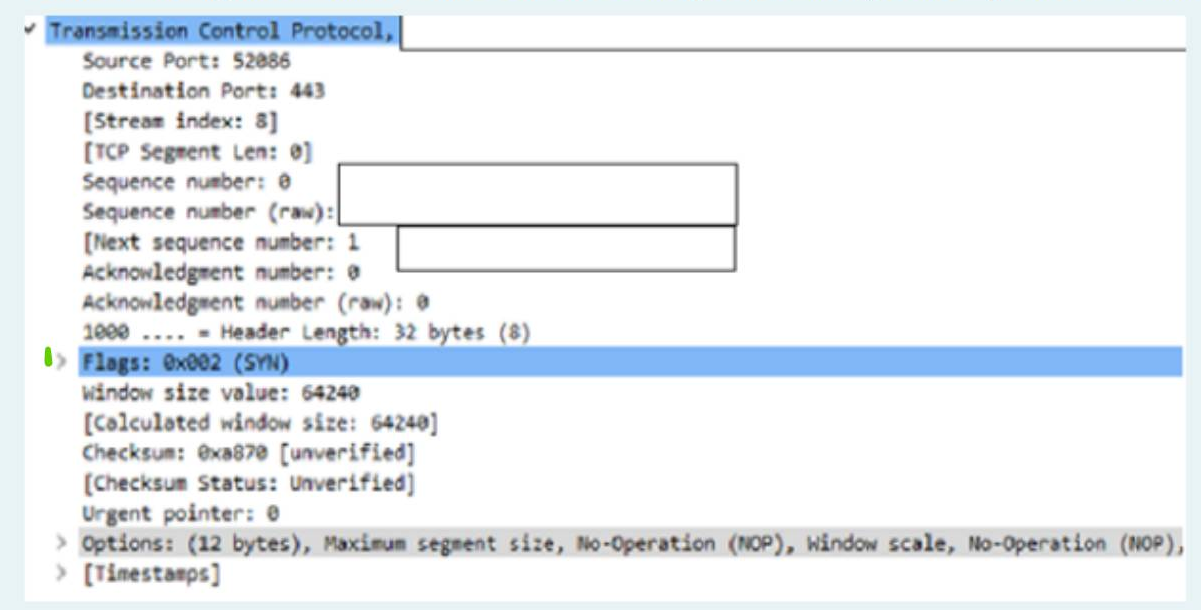 Transmission Control Protocol,
Source Port: 52086
Destination Port: 443
[Stream index: 8]
[TCP Segment Len: 0]
Sequence number: 0
Sequence number (raw):
[Next sequence number: 1
Acknowledgment number: 0
Acknowledgment number (raw): 0
1000 .... = Header Length: 32 bytes (8)
Flags: 0x002 (SYN)
Window size value: 64240
[Calculated window size: 64240]
Checksum: 0xa870 [unverified]
[Checksum Status: Unverified]
Urgent pointer: 0
Options: (12 bytes), Maximum segment size, No-Operation (NOP), Window scale, No-Operation (NOP),
[Timestamps]